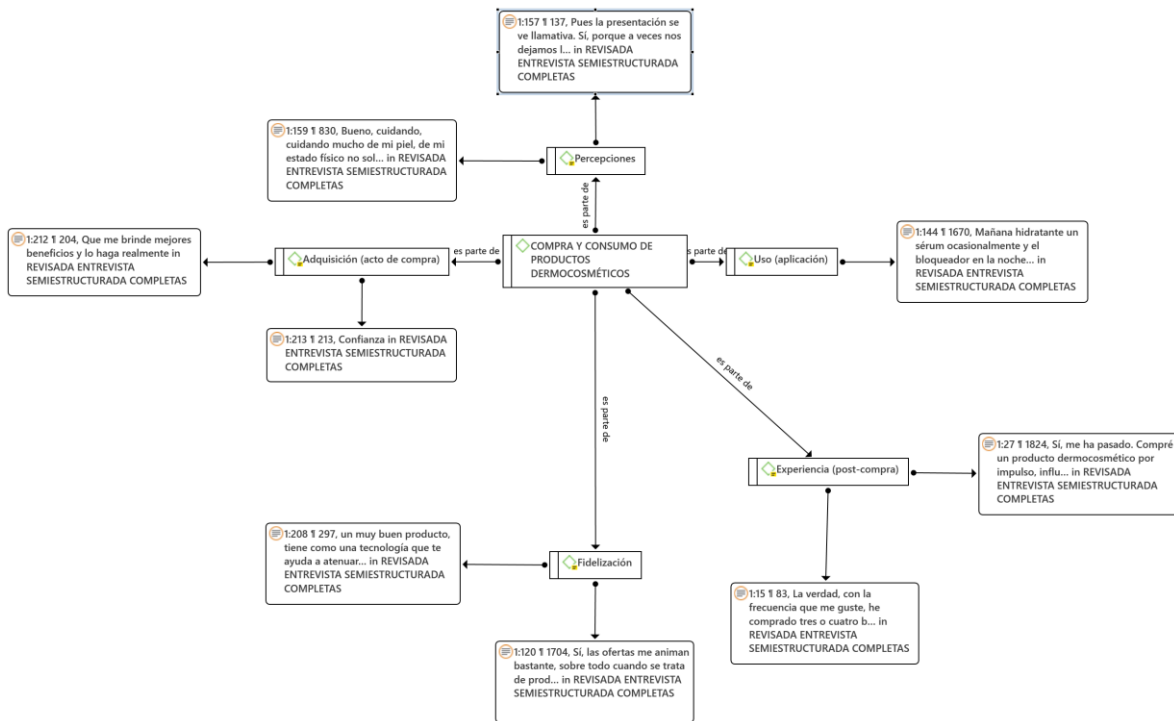 1:157 ¶ 137, Pues la presentación se
ve llamativa. Sí, porque a veces nos
dejamos l... in REVISADA
ENTREVISTA SEMIESTRUCTURADA
COMPLETAS
1:159 ¶ 830, Bueno, cuidando,
cuidando mucho de mi piel, de mi
estado físico no sol... in REVISADA
ENTREVISTA SEMIESTRUCTURADA
COMPLETAS
Percepciones
es parte de
1:212 ¶ 204, Que me brinde mejores
beneficios y lo haga realmente in
REVISADA ENTREVISTA
SEMIESTRUCTURADA COMPLETAS
Adquisición (acto de compra)
es parte de
COMPRA Y CONSUMO DE
PRODUCTOS
DERMOCOSMÉTICOS
es parte de
Uso (aplicación)
1:144 ¶ 1670, Mañana hidratante un
sérum ocasionalmente y el
bloqueador en la noche... in
REVISADA ENTREVISTA
SEMIESTRUCTURADA COMPLETAS
1:213 ¶ 213, Confianza in REVISADA
ENTREVISTA SEMIESTRUCTURADA
COMPLETAS
es parte de
es parte de
Experiencia (post-compra)
1:27 ¶ 1824, Sí, me ha pasado. Compré
un producto dermocosmético por
impulso, influ... in REVISADA
ENTREVISTA SEMIESTRUCTURADA
COMPLETAS
1:208 ¶ 297, un muy buen producto,
tiene como una tecnología que te
ayuda a atenuar... in REVISADA
ENTREVISTA SEMIESTRUCTURADA
COMPLETAS
Fidelización
1:15 ¶ 83, La verdad, con la
frecuencia que me guste, he
comprado tres o cuatro b... in
REVISADA ENTREVISTA
SEMIESTRUCTURADA COMPLETAS
1:120 ¶ 1704, Sí, las ofertas me animan
bastante, sobre todo cuando se trata
de prod... in REVISADA ENTREVISTA
SEMIESTRUCTURADA COMPLETAS